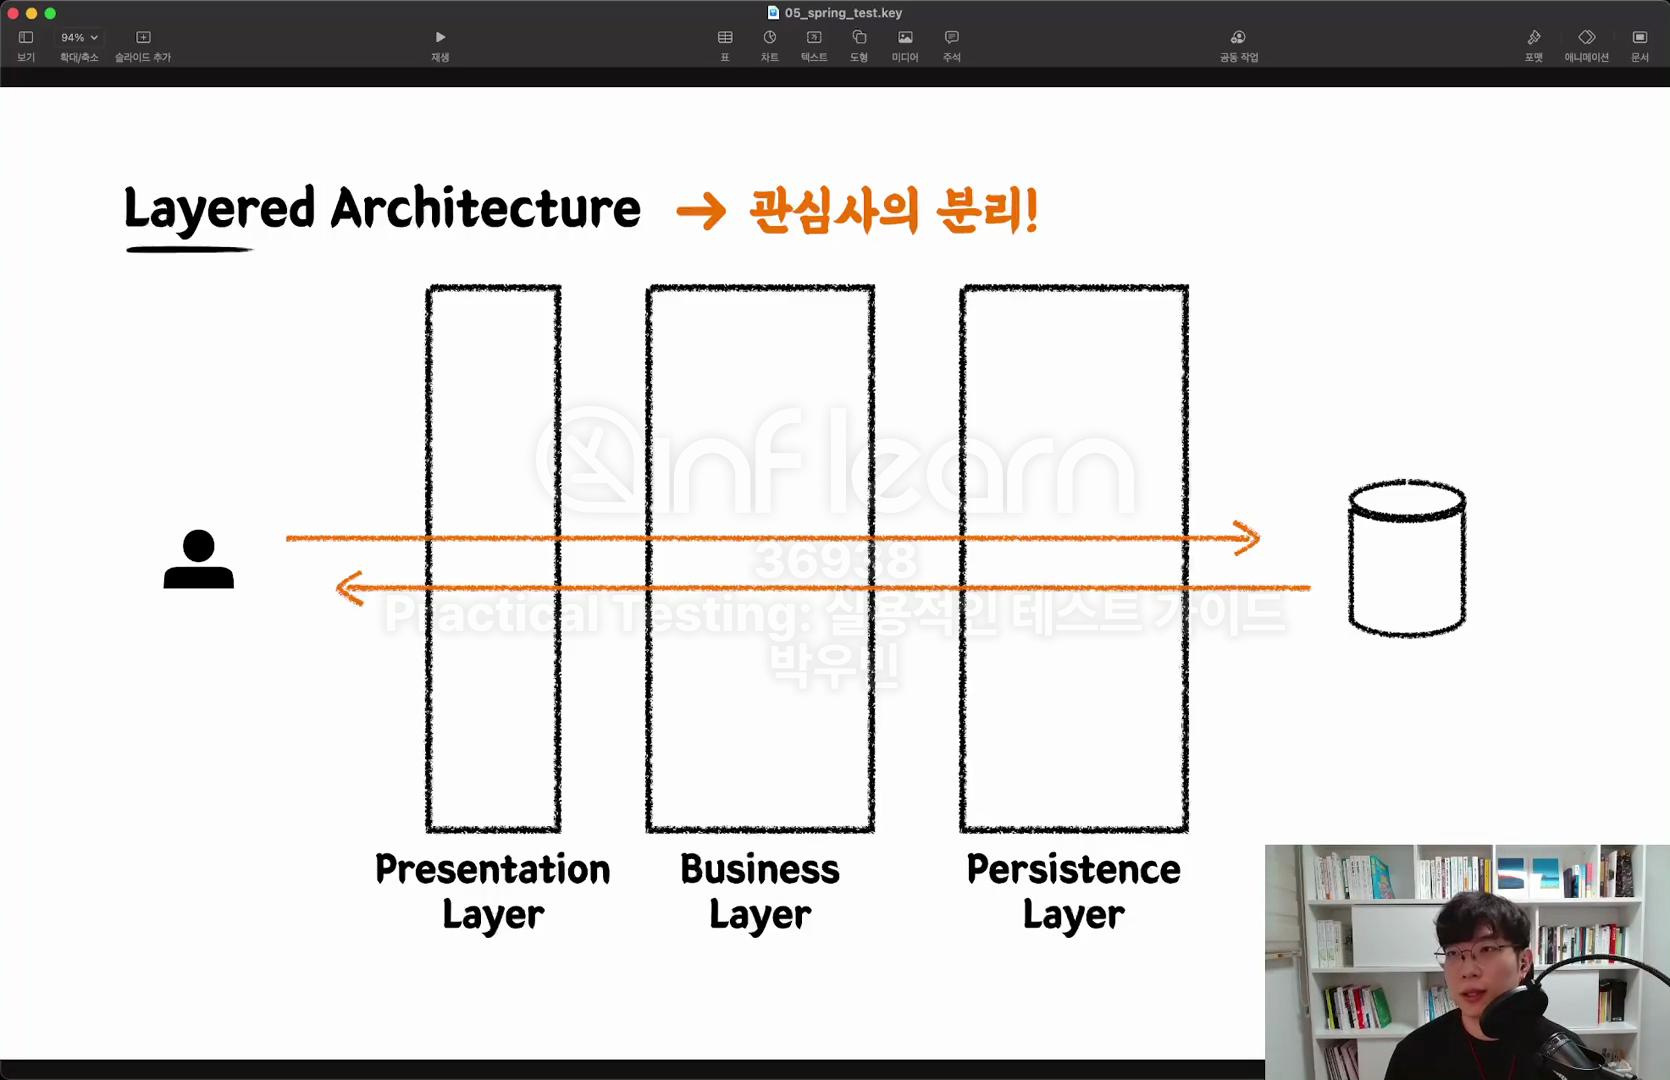 05_spring_test.key
94%
보기
확대/축소
슬라이드 추가
재생
표
차트
텍스트
도형
미디어
주석
공동 작업
포맷
애니메이션
문서
Layered Architecture → 관심사의 분리!
inflearn
36938
Practical Testing: 실용적인 테스트 가이드
박우빈
Presentation
Layer
Business
Layer
Persistence
Layer